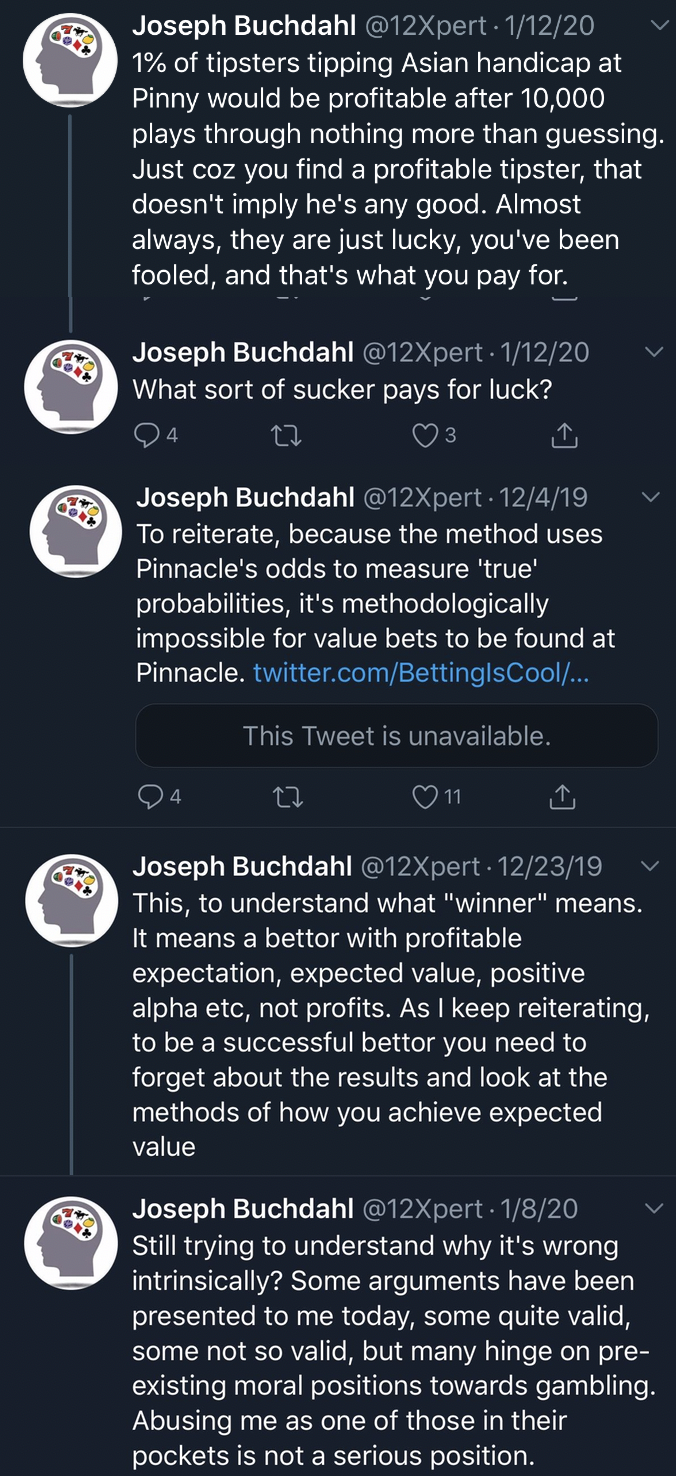 Joseph Buchdahl @12Xpert · 1/12/20
1% of tipsters tipping Asian handicap at
Pinny would be profitable after 10,000
plays through nothing more than guessing.
Just coz you find a profitable tipster, that
doesn't imply he's any good. Almost
always, they are just lucky, you've been
fooled, and that's what you pay for.
Joseph Buchdahl @12Xpert · 1/12/20
What sort of sucker pays for luck?
4 3
Joseph Buchdahl @12Xpert · 12/4/19
To reiterate, because the method uses
Pinnacle's odds to measure 'true'
probabilities, it's methodologically
impossible for value bets to be found at
Pinnacle. twitter.com/BettingIsCool/...
This Tweet is unavailable.
4 11
Joseph Buchdahl @12Xpert · 12/23/19
This, to understand what "winner" means.
It means a bettor with profitable
expectation, expected value, positive
alpha etc, not profits. As I keep reiterating,
to be a successful bettor you need to
forget about the results and look at the
methods of how you achieve expected
value
Joseph Buchdahl @12Xpert · 1/8/20
Still trying to understand why it's wrong
intrinsically? Some arguments have been
presented to me today, some quite valid,
some not so valid, but many hinge on pre-
existing moral positions towards gambling.
Abusing me as one of those in their
pockets is not a serious position.